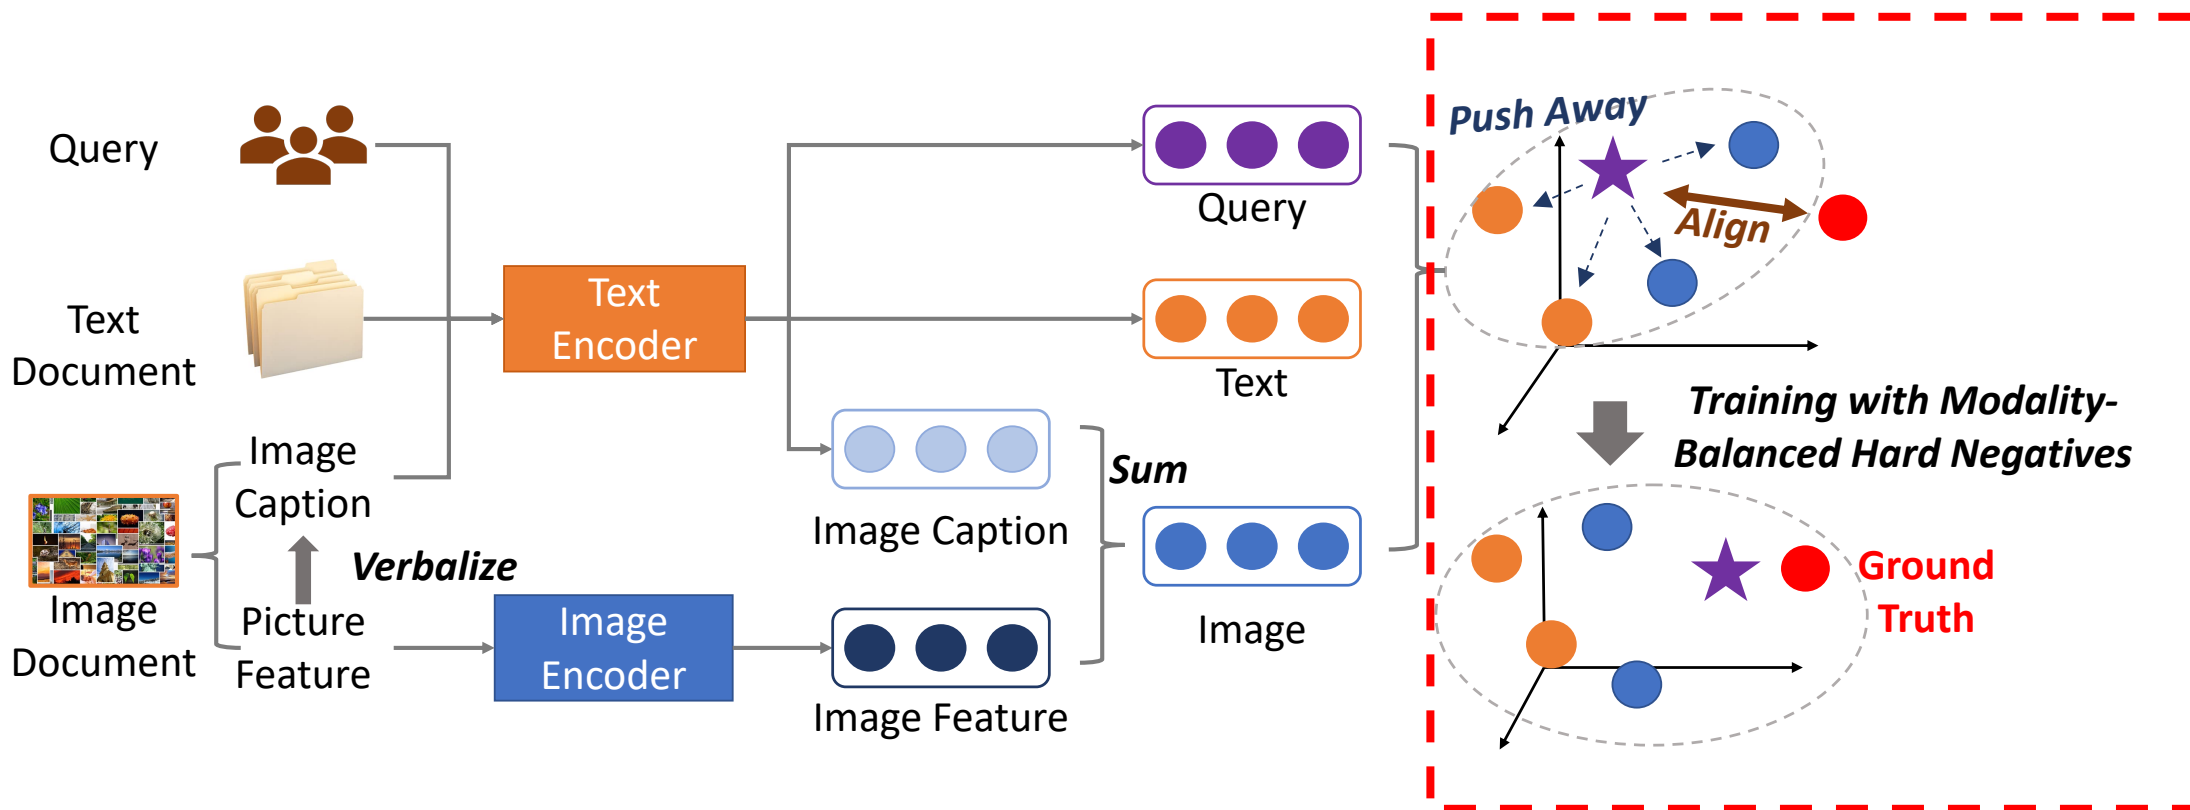 Query
Text
Document
Image
Caption
Verbalize
Picture
Feature
Image
Document
Text
Encoder
Image
Encoder
Query
Text
Image Caption
Sum
Image
Image Feature
Push Away
Align
Training with Modality-
Balanced Hard Negatives
Ground
Truth